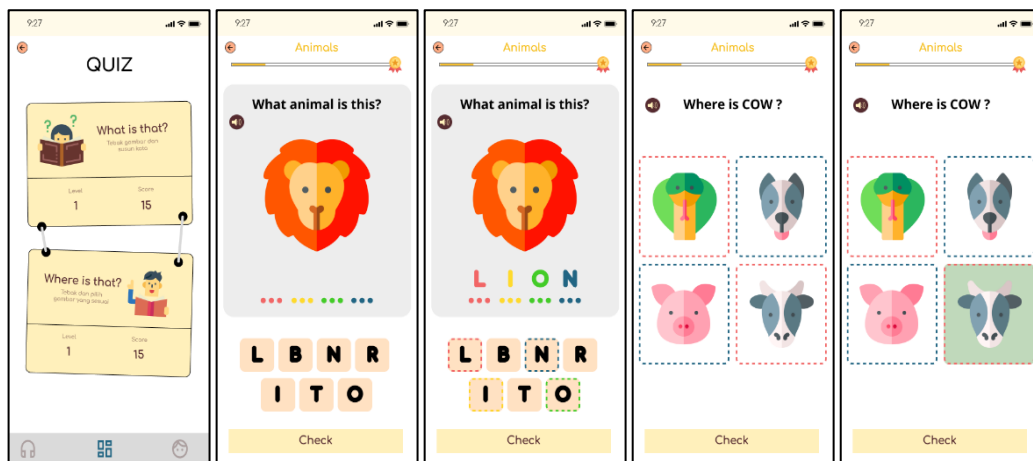 9:27
QUIZ
What is that?
Tebak gambar dan
susun kata
Level
Score
1
15
Where is that?
Tebak dan pilih
gambar yang sesuai
Level
Score
1
15
9:27
Animals
What animal is this?
L B N R
I T O
Check
9:27
Animals
What animal is this?
L I O N
L B N R
I T O
Check
9:27
Animals
Where is COW ?
9:27
Animals
Where is COW ?